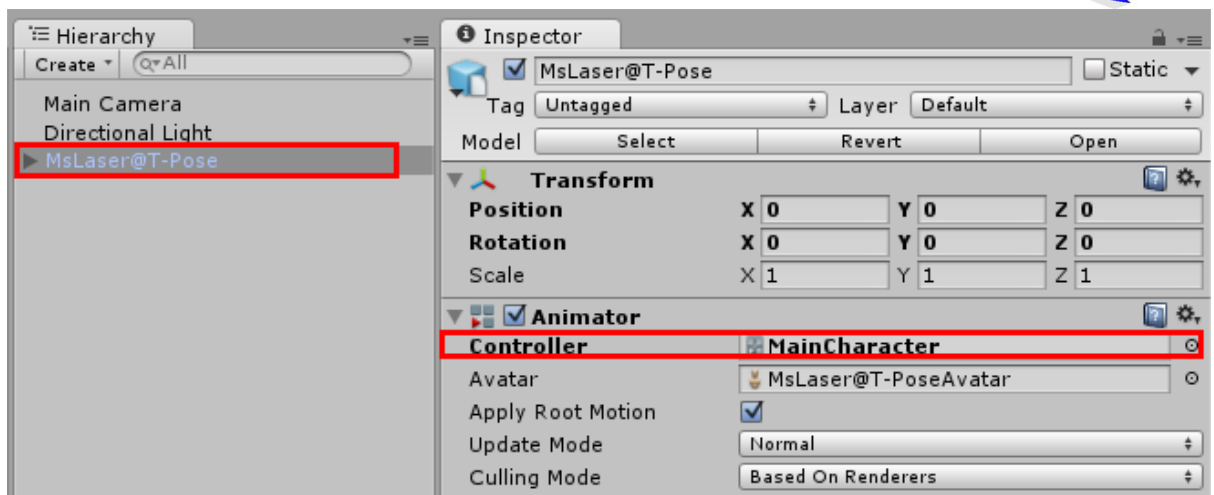 Hierarchy
Create All
Main Camera
Directional Light
MsLaser@T-Pose
Inspector
MsLaser@T-Pose Static
Tag Untagged Layer Default
Model Select Revert Open
Transform
Position X 0 Y 0 Z 0
Rotation X 0 Y 0 Z 0
Scale X 1 Y 1 Z 1
Animator
Controller MainCharacter
Avatar MsLaser@T-PoseAvatar
Apply Root Motion
Update Mode Normal
Culling Mode Based On Renderers